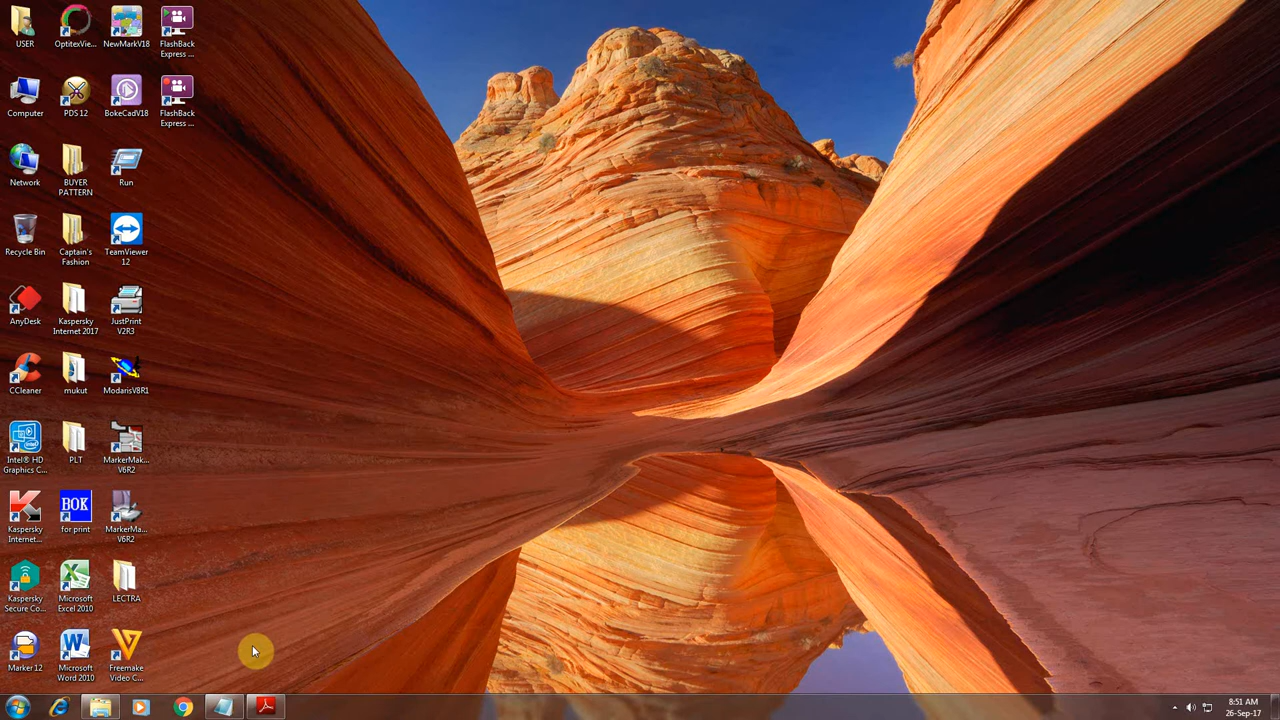 USER
OptitexVie...
NewMarkV18
FlashBack
Express ...
Computer
PDS 12
BokeCadV18
FlashBack
Express ...
Network
BUYER
PATTERN
Run
Recycle Bin
Captain's
Fashion
TeamViewer
12
AnyDesk
Kaspersky
Internet 2017
JustPrint
V2R3
CCleaner
mukut
ModarisV8R1
Intel® HD
Graphics C...
PLT
MarkerMa...
V6R2
Kaspersky
Internet...
BOK
for.print
MarkerMa...
V6R2
Kaspersky
Secure Co...
Microsoft
Excel 2010
LECTRA
Marker 12
Microsoft
Word 2010
Freemake
Video C...
8:51 AM
26-Sep-17